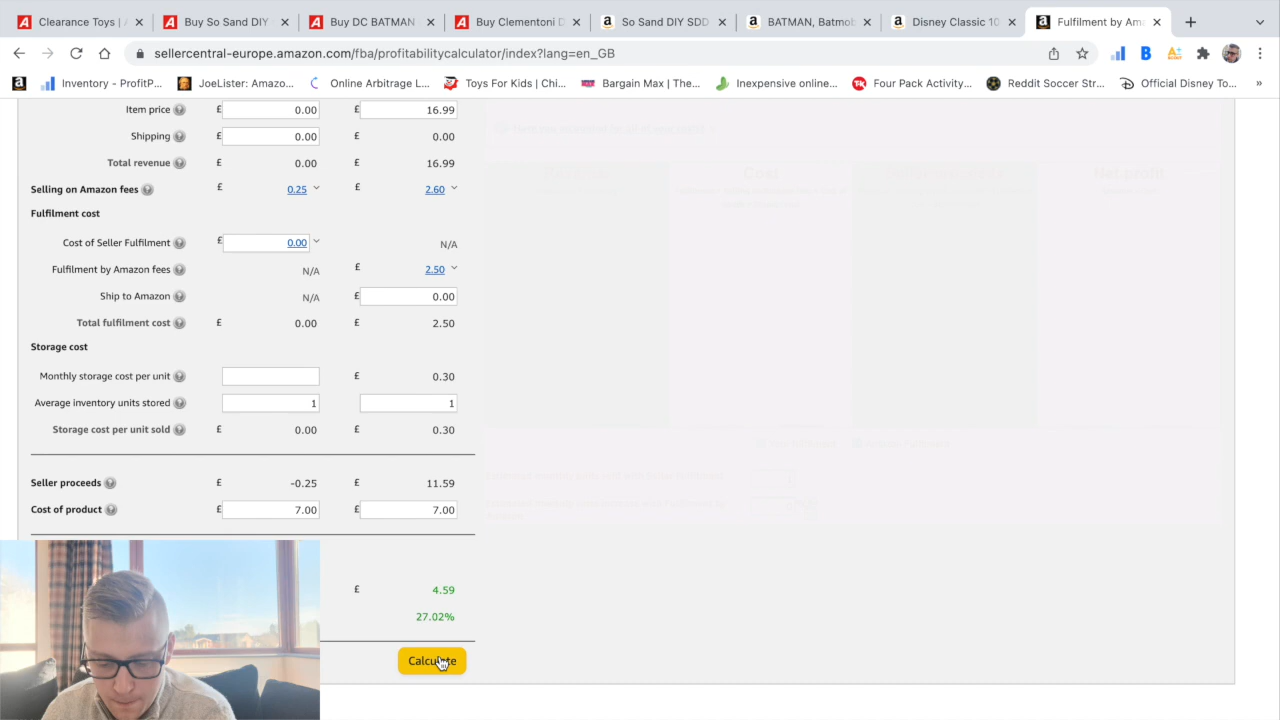 Clearance Toys | A
Buy So Sand DIY
Buy DC BATMAN
Buy Clementoni D
So Sand DIY SDD
BATMAN, Batmob
Disney Classic 10
Fulfilment by Ama
sellercentral-europe.amazon.com/fba/profitabilitycalculator/index?lang=en_GB
Inventory - ProfitP...
JoeLister: Amazo...
Online Arbitrage L...
Toys For Kids | Chi...
Bargain Max | The...
Inexpensive online...
Four Pack Activity...
Reddit Soccer Str...
Official Disney To...
»
Item price £ 0.00 £ 16.99
Shipping £ 0.00 £ 0.00
Total revenue £ 0.00 £ 16.99
Selling on Amazon fees £ 0.25 £ 2.60
Fulfilment cost
Cost of Seller Fulfilment £ 0.00 N/A
Fulfilment by Amazon fees N/A £ 2.50
Ship to Amazon N/A £ 0.00
Total fulfilment cost £ 0.00 £ 2.50
Storage cost
Monthly storage cost per unit £ 0.30
Average inventory units stored 1 1
Storage cost per unit sold £ 0.00 £ 0.30
Seller proceeds £ -0.25 £ 11.59
Cost of product £ 7.00 £ 7.00
£ 4.59
27.02%
Calculate
Cost
Net profit